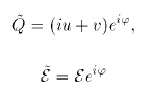 Q̃ = (iu + v)e^{iφ},
ℰ̃ = ℰe^{iφ}